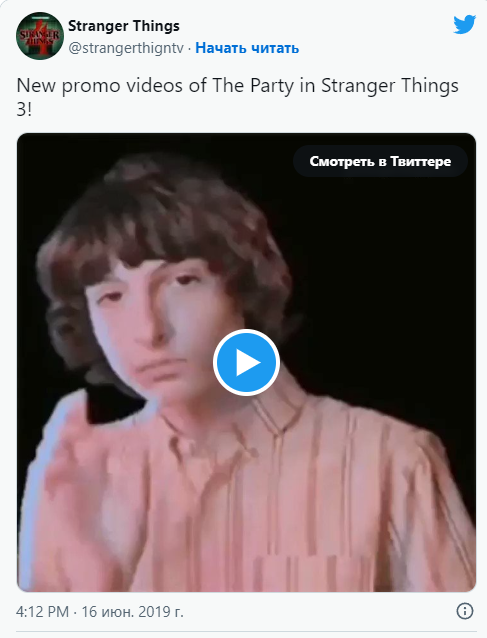 STRANGER THINGS
Stranger Things
@strangerthigntv · Начать читать
New promo videos of The Party in Stranger Things
3!
Смотреть в Твиттере
4:12 PM · 16 июн. 2019 г.